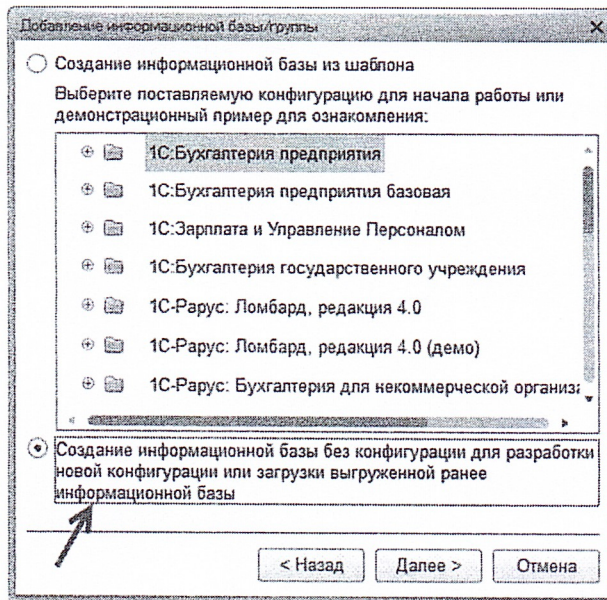 Добавление информационной базы/группы
Создание информационной базы из шаблона
Выберите поставляемую конфигурацию для начала работы или
демонстрационный пример для ознакомления:
1С:Бухгалтерия предприятия
1С:Бухгалтерия предприятия базовая
1С:Зарплата и Управление Персоналом
1С:Бухгалтерия государственного учреждения
1С-Рарус: Ломбард, редакция 4.0
1С-Рарус: Ломбард, редакция 4.0 (демо)
1С-Рарус: Бухгалтерия для некоммерческой организа
Создание информационной базы без конфигурации для разработки
новой конфигурации или загрузки выгруженной ранее
информационной базы
< Назад
Далее >
Отмена